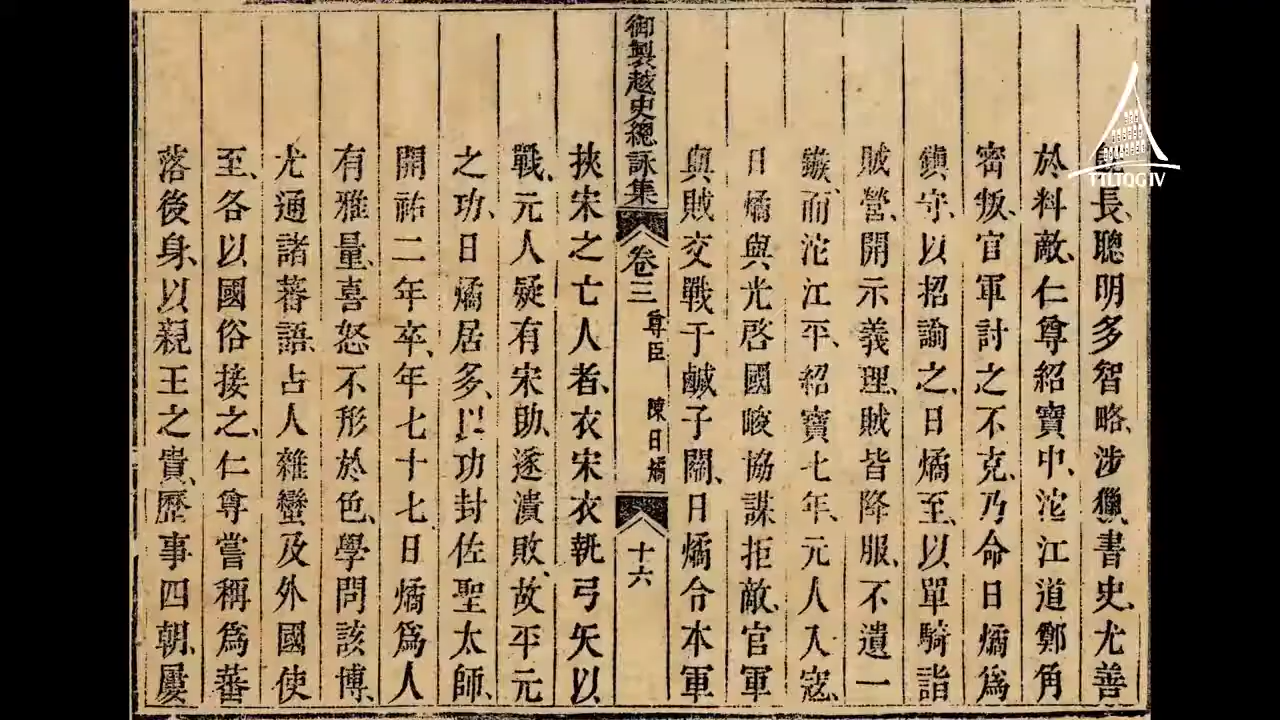 長、聰明多智略、涉獵書史、尤善
於料敵、仁尊紹寶中、沱江道鄭角
密叛、官軍討之不克、乃命日燏爲
鎮守、以招諭之、日燏至、以單騎詣
賊營、開示義理、賊皆降服、不遺一
鏃、而沱江平、紹寶七年、元人入寇、
日燏與光啓國峻協謀拒敵、官軍
與賊交戰于鹹子關、日燏合本軍
御製越史總詠集
卷三
尊臣 陳日燏
十六
挾宋之亡人者、衣宋衣執弓矢以
戰、元人疑有宋助、遂潰敗、故平元
之功、日燏居多、以功封佐聖太師、
開祐二年卒、年七十七日燏爲人
有雅量、喜怒不形於色、學問該博、
尤通諸蕃語、占人雜蠻及外國使
至、各以國俗接之、仁尊嘗稱爲蕃
落後身、以親王之貴、歷事四朝、屢
TILTQGTV